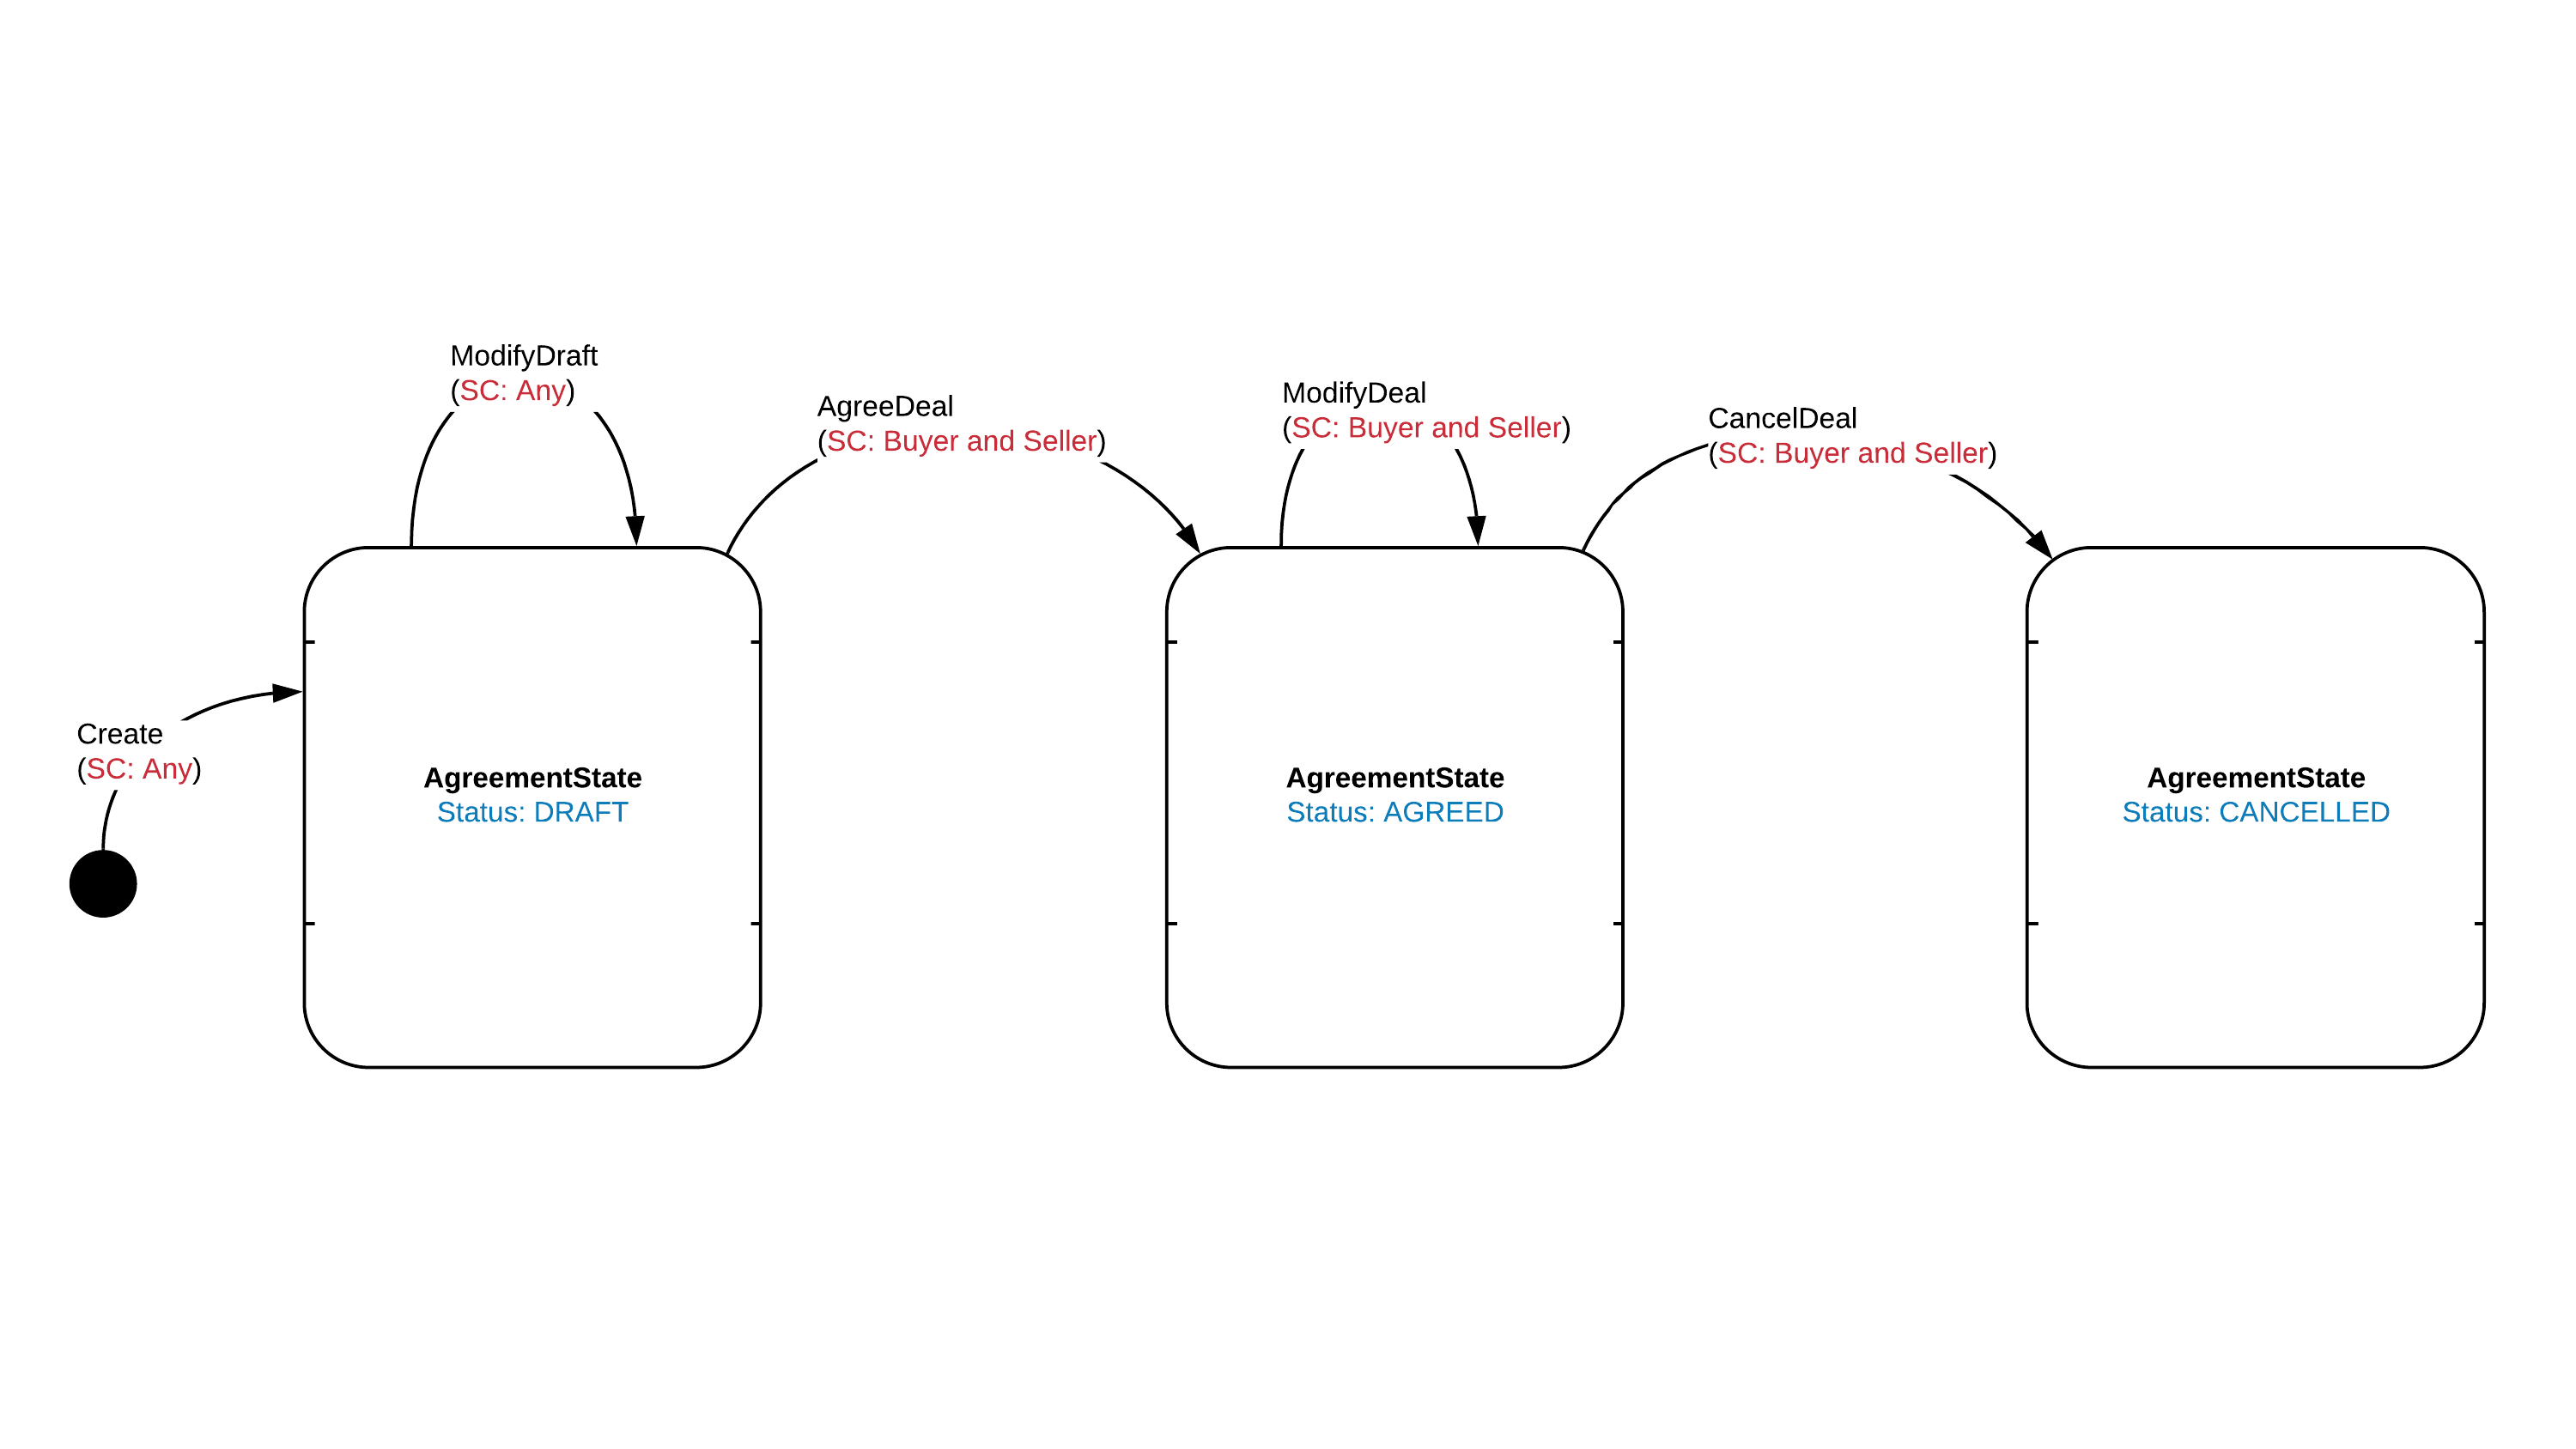 ModifyDraft
(SC: Any)
AgreeDeal
(SC: Buyer and Seller)
ModifyDeal
(SC: Buyer and Seller)
CancelDeal
(SC: Buyer and Seller)
Create
(SC: Any)
AgreementState
Status: DRAFT
AgreementState
Status: AGREED
AgreementState
Status: CANCELLED